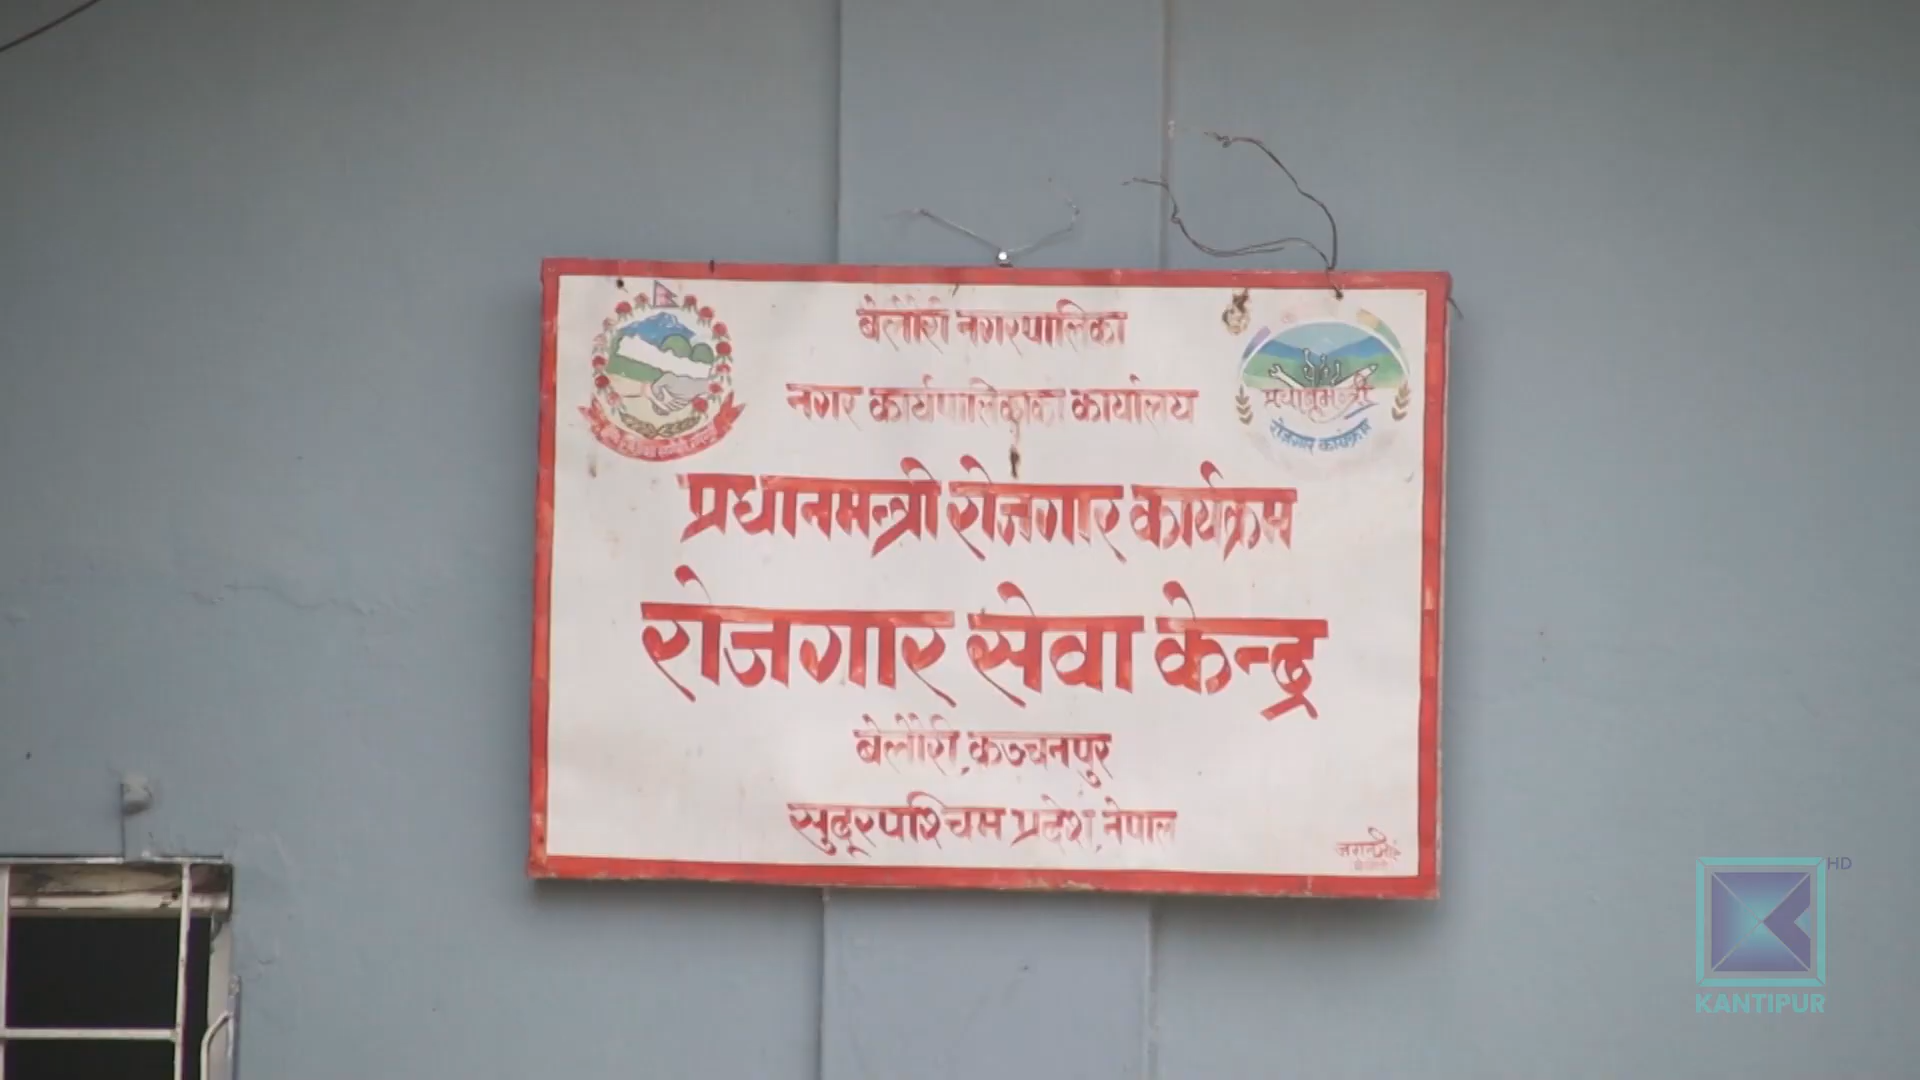 बेलौरी नगरपालिका
नगर कार्यपालिकाको कार्यालय
प्रधानमन्त्री
रोजगार कार्यक्रम
प्रधानमन्त्री रोजगार कार्यक्रम
रोजगार सेवा केन्द्र
बेलौरी, कञ्चनपुर
सुदूरपश्चिम प्रदेश, नेपाल
HD
KANTIPUR